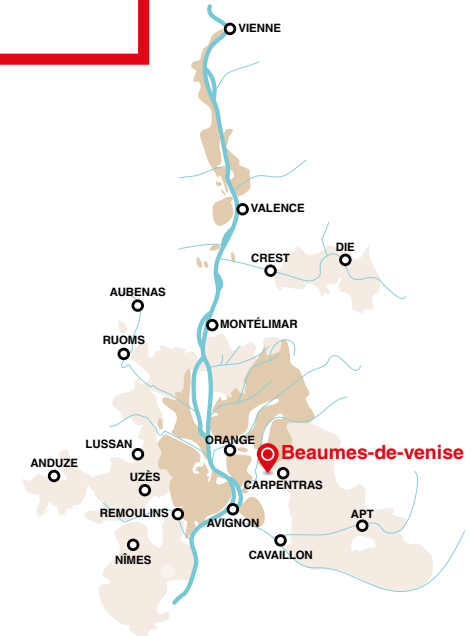 VIENNE
VALENCE
DIE
CREST
AUBENAS
MONTÉLIMAR
RUOMS
ORANGE
LUSSAN
Beaumes-de-venise
ANDUZE
UZÈS
CARPENTRAS
REMOULINS
AVIGNON
APT
NÎMES
CAVAILLON